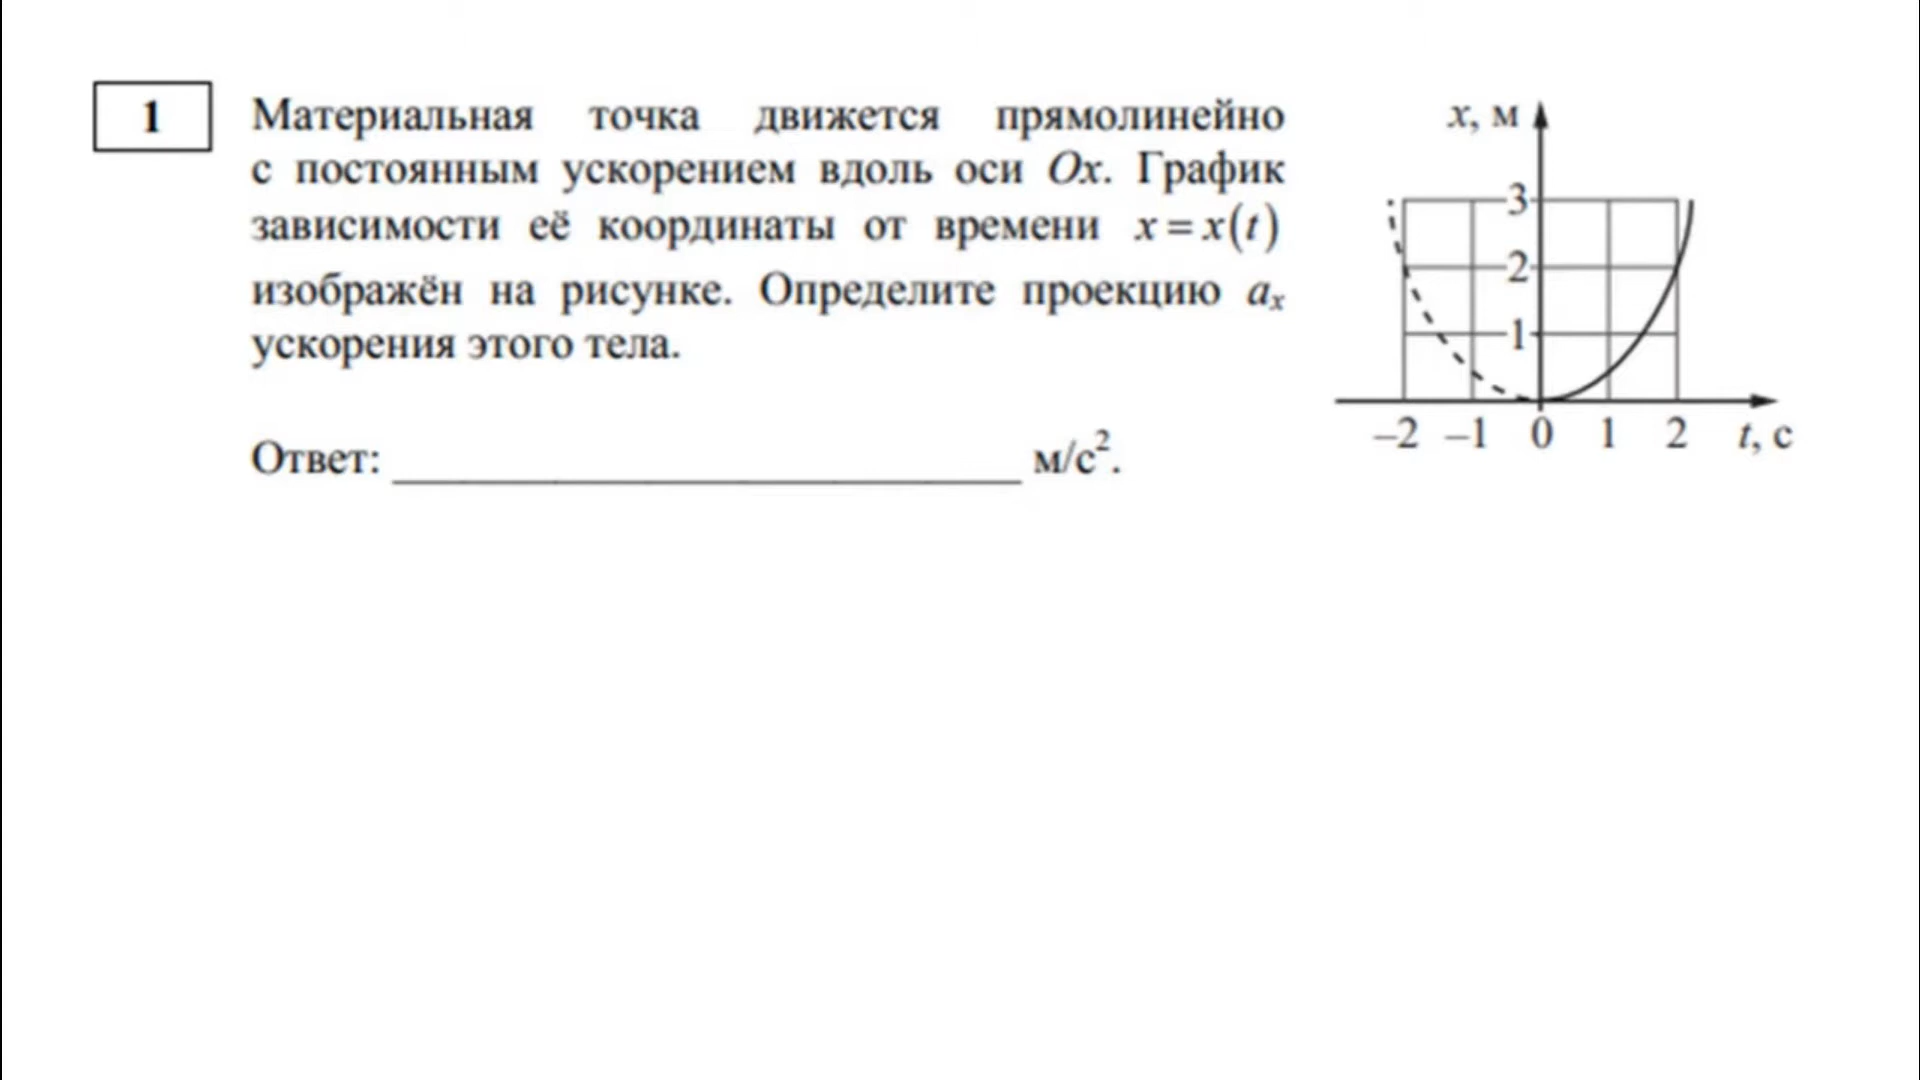 1
Материальная точка движется прямолинейно
с постоянным ускорением вдоль оси Ox. График
зависимости её координаты от времени x = x(t)
изображён на рисунке. Определите проекцию aₓ
ускорения этого тела.
Ответ: ______________________ м/с².
x, м
3
2
1
–2 –1 0 1 2 t, с